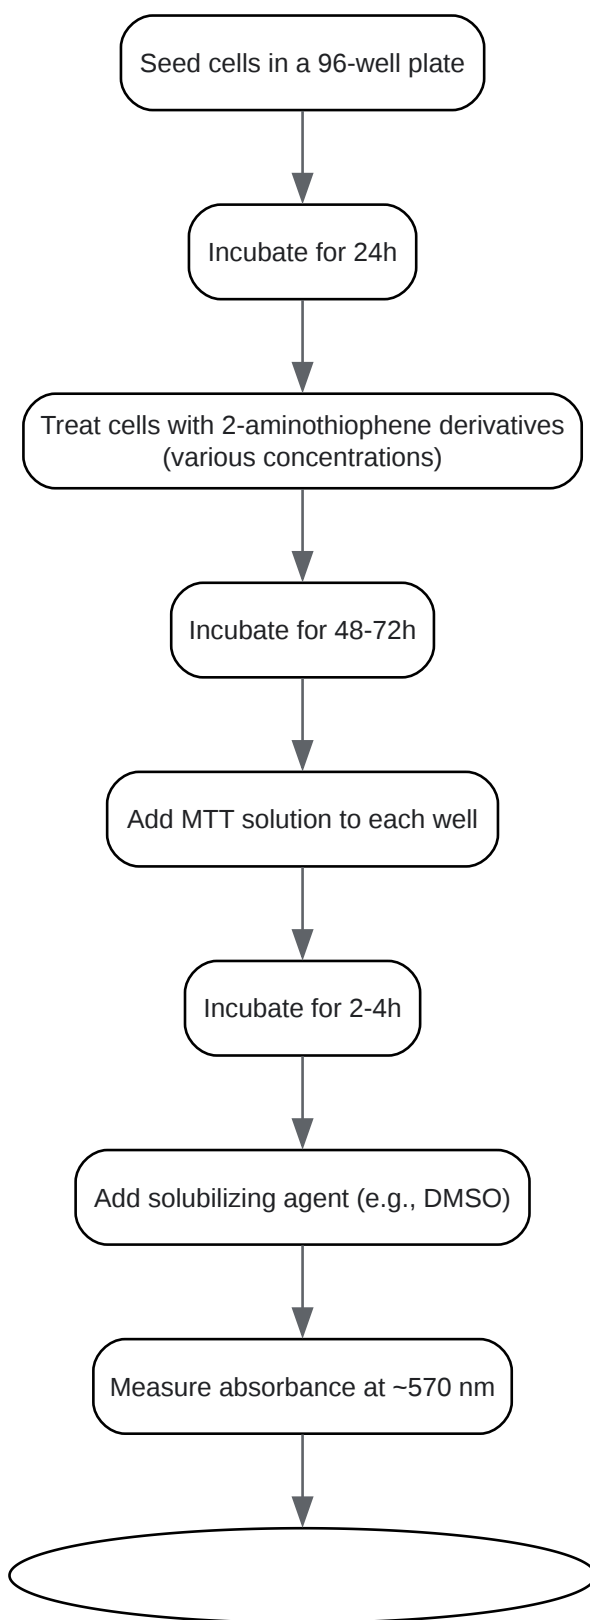 Seed cells in a 96-well plate
Incubate for 24h
Treat cells with 2-aminothiophene derivatives
(various concentrations)
Incubate for 48-72h
Add MTT solution to each well
Incubate for 2-4h
Add solubilizing agent (e.g., DMSO)
Measure absorbance at ~570 nm